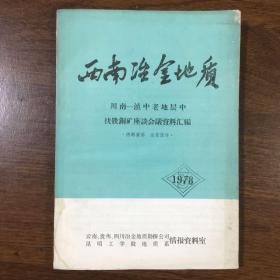 西南冶金地质
川南—滇中老地层中
找铁铜矿座谈会议资料汇编
1978
云南、贵州、四川冶金地质勘探公司
昆明工学院地质系
情报资料室